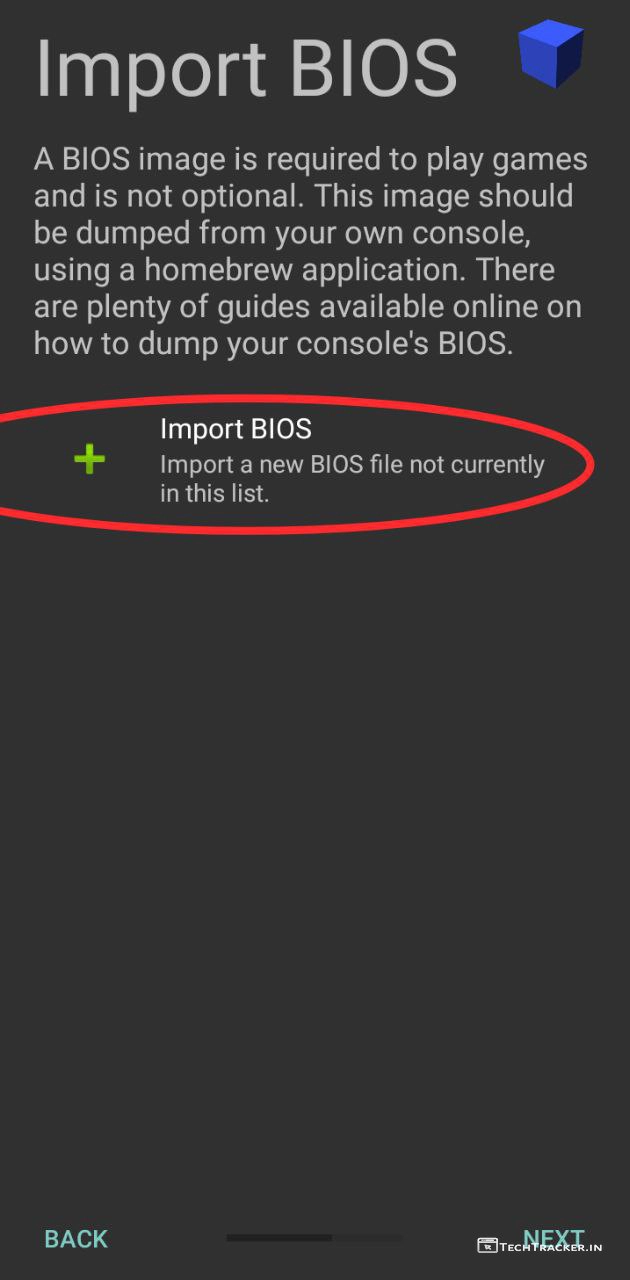 Import BIOS
A BIOS image is required to play games
and is not optional. This image should
be dumped from your own console,
using a homebrew application. There
are plenty of guides available online on
how to dump your console's BIOS.
Import BIOS
Import a new BIOS file not currently
in this list.
BACK
NEXT
TechTracker.in